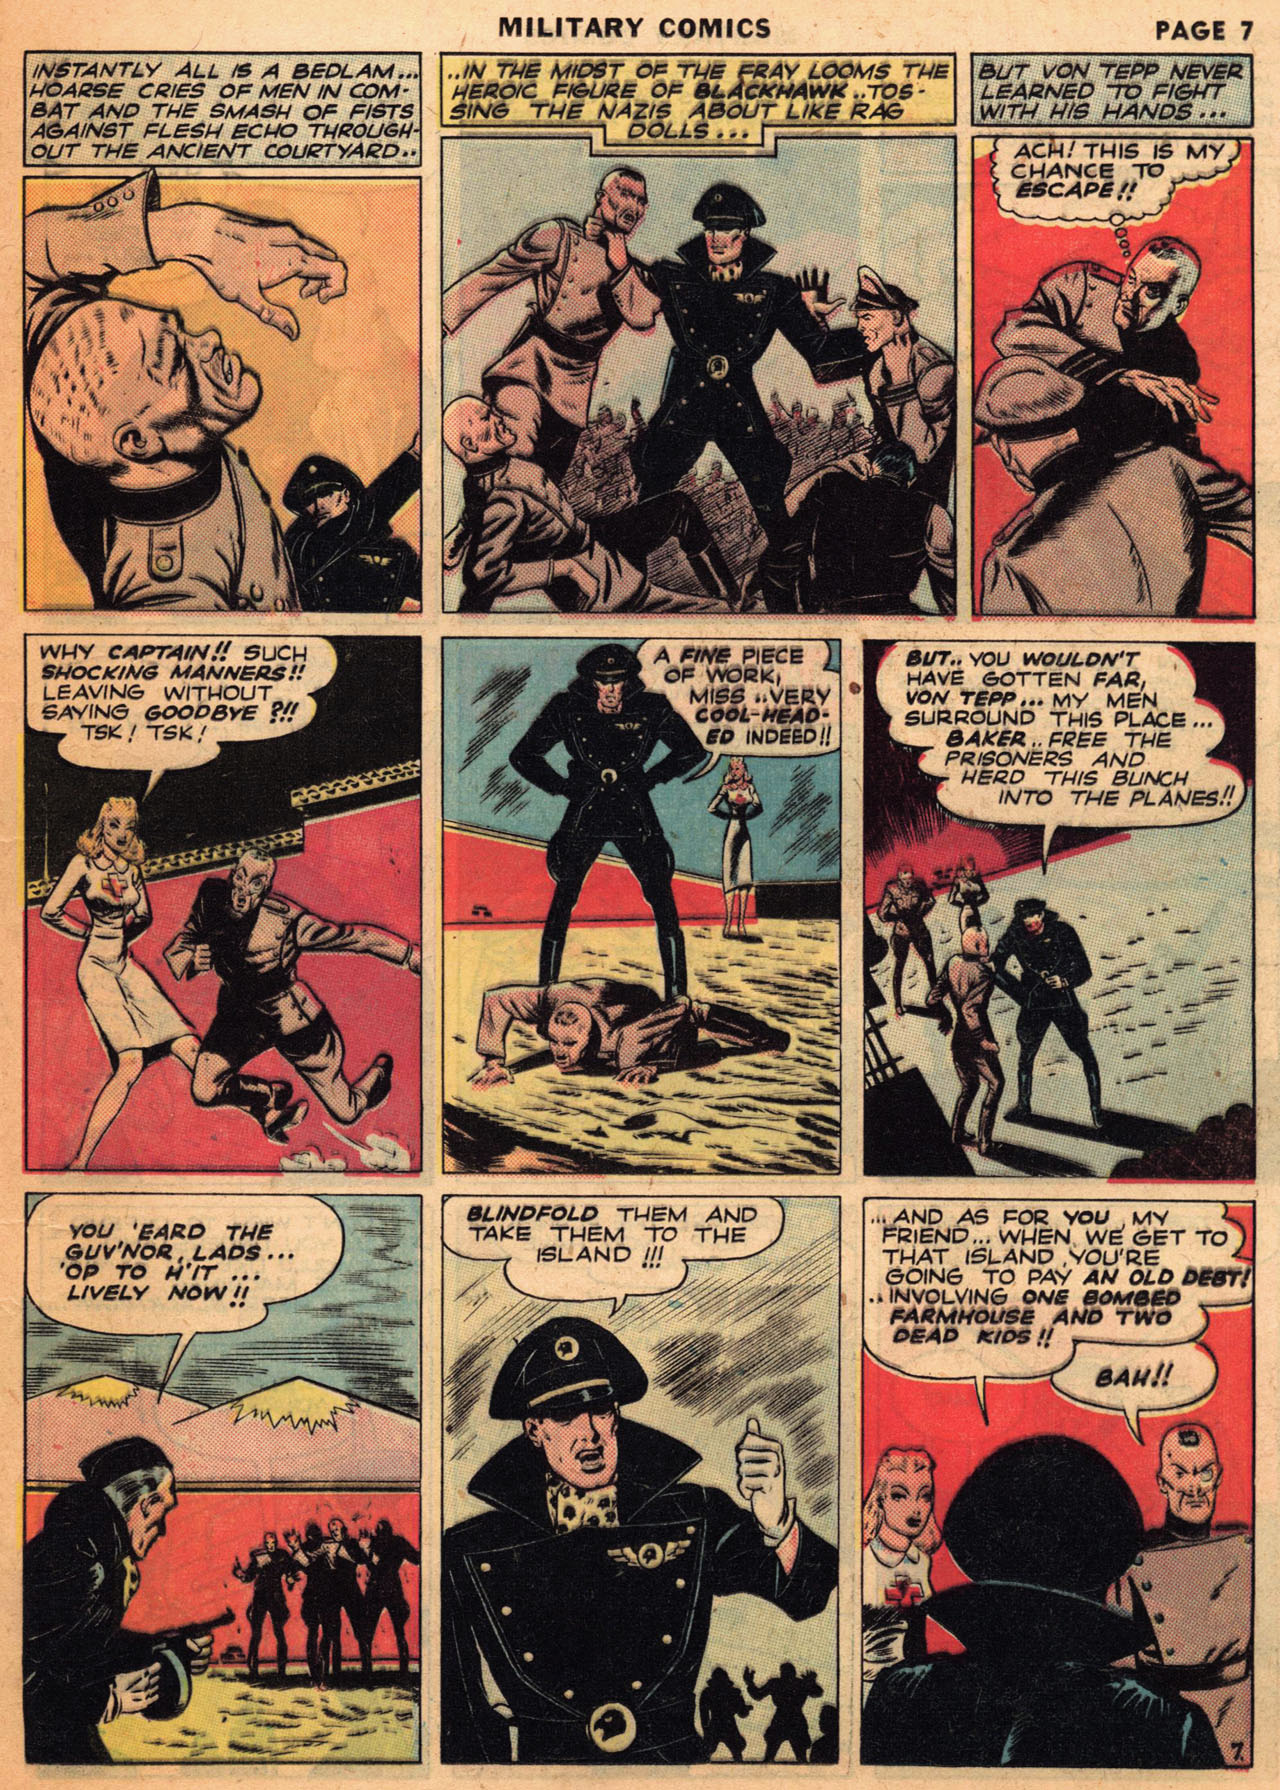 MILITARY COMICS
PAGE 7
INSTANTLY ALL IS A BEDLAM...
HOARSE CRIES OF MEN IN COM-
BAT AND THE SMASH OF FISTS
AGAINST FLESH ECHO THROUGH-
OUT THE ANCIENT COURTYARD..
..IN THE MIDST OF THE FRAY LOOMS THE
HEROIC FIGURE OF BLACKHAWK..TOS-
SING THE NAZIS ABOUT LIKE RAG
DOLLS...
BUT VON TEPP NEVER
LEARNED TO FIGHT
WITH HIS HANDS...
ACH! THIS IS MY
CHANCE TO
ESCAPE!!
WHY CAPTAIN!! SUCH
SHOCKING MANNERS!!
LEAVING WITHOUT
SAYING GOODBYE?!!
TSK! TSK!
A FINE PIECE
OF WORK,
MISS..VERY
COOL-HEAD-
ED INDEED!!
BUT.. YOU WOULDN'T
HAVE GOTTEN FAR,
VON TEPP... MY MEN
SURROUND THIS PLACE...
BAKER.. FREE THE
PRISONERS AND
HERD THIS BUNCH
INTO THE PLANES!!
YOU 'EARD THE
GUV'NOR, LADS...
'OP TO H'IT...
LIVELY NOW!!
BLINDFOLD THEM AND
TAKE THEM TO THE
ISLAND!!!
...AND AS FOR YOU, MY
FRIEND... WHEN WE GET TO
THAT ISLAND, YOU'RE
GOING TO PAY AN OLD DEBT!
..INVOLVING ONE BOMBED
FARMHOUSE AND TWO
DEAD KIDS!!
BAH!!
7.